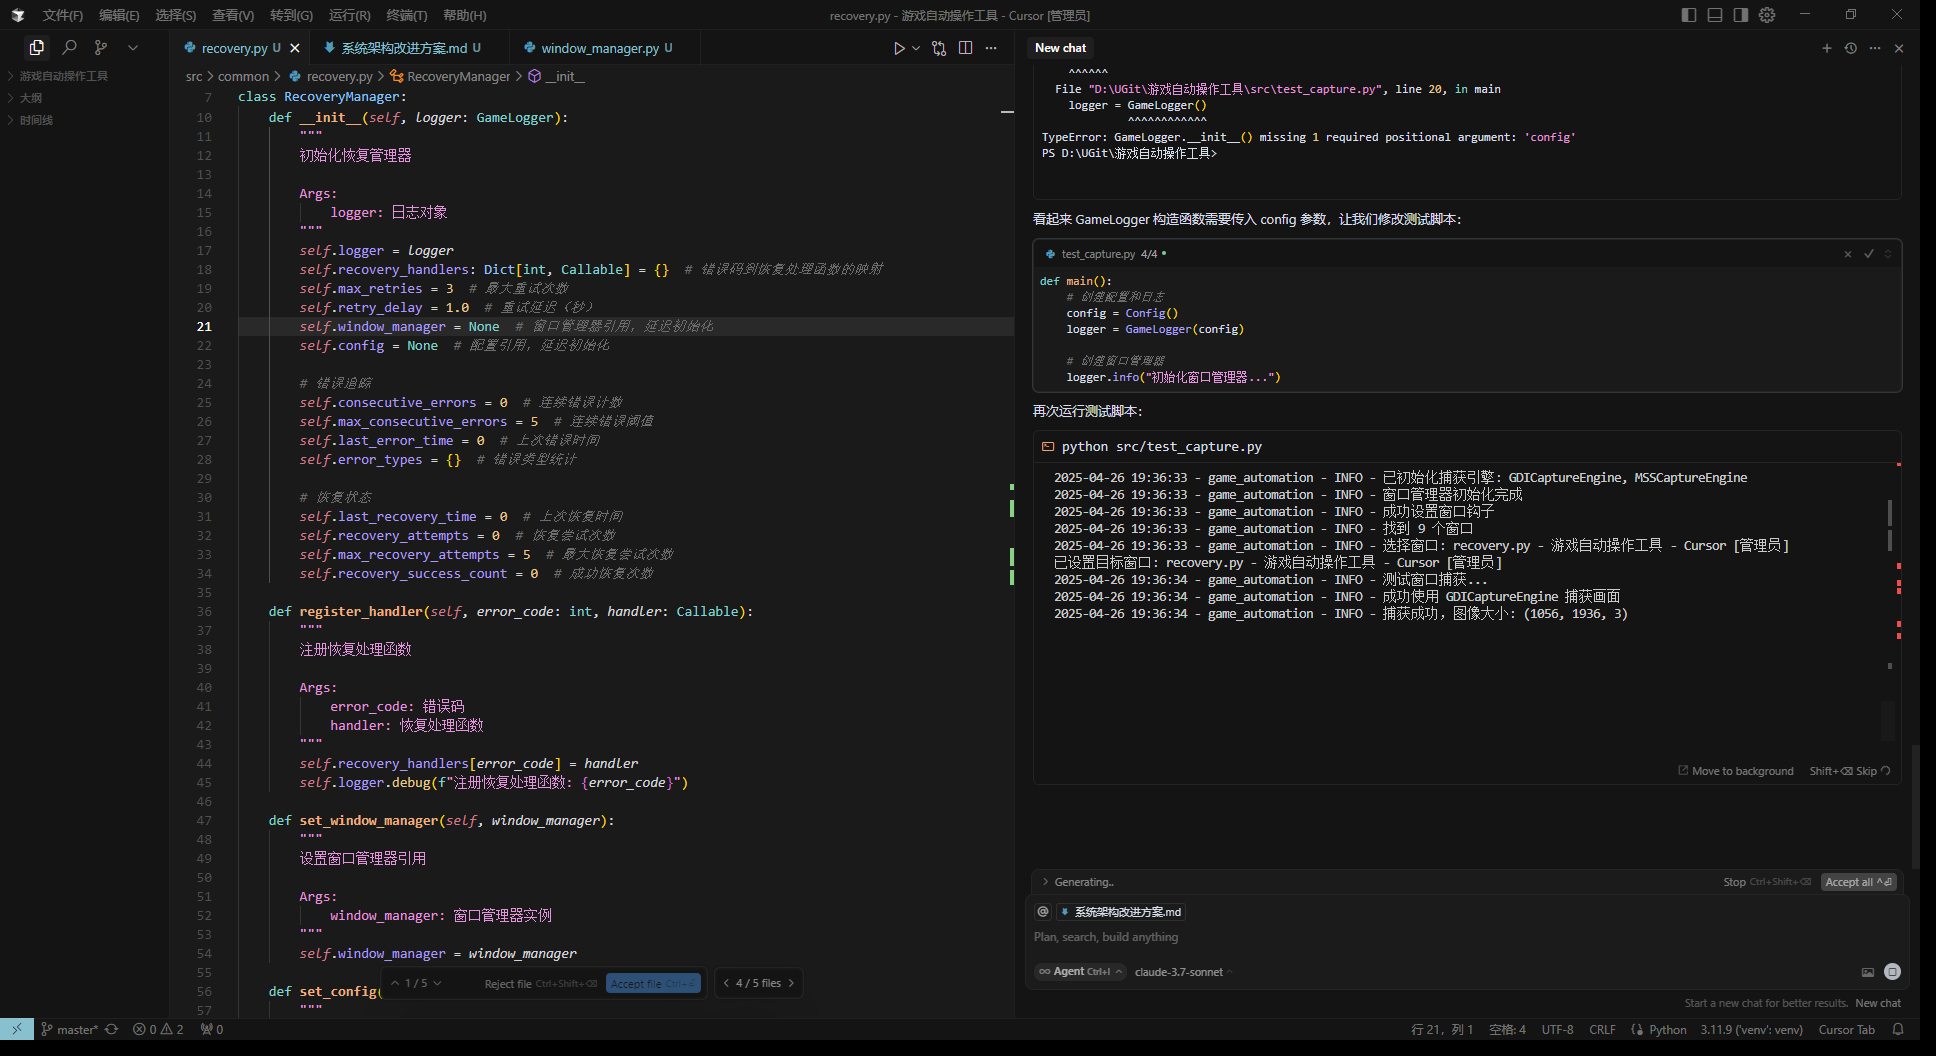 文件(F) 编辑(E) 选择(S) 查看(V) 转到(G) 运行(R) 终端(T) 帮助(H)
recovery.py - 游戏自动操作工具 - Cursor [管理员]
游戏自动操作工具
大纲
时间线
recovery.py U
系统架构改进方案.md U
window_manager.py U
src > common > recovery.py > RecoveryManager > __init__
7 class RecoveryManager:
10 def __init__(self, logger: GameLogger):
11 """
12 初始化恢复管理器
13
14 Args:
15 logger: 日志对象
16 """
17 self.logger = logger
18 self.recovery_handlers: Dict[int, Callable] = {} # 错误码到恢复处理函数的映射
19 self.max_retries = 3 # 最大重试次数
20 self.retry_delay = 1.0 # 重试延迟（秒）
21 self.window_manager = None # 窗口管理器引用，延迟初始化
22 self.config = None # 配置引用，延迟初始化
23
24 # 错误追踪
25 self.consecutive_errors = 0 # 连续错误计数
26 self.max_consecutive_errors = 5 # 连续错误阈值
27 self.last_error_time = 0 # 上次错误时间
28 self.error_types = {} # 错误类型统计
29
30 # 恢复状态
31 self.last_recovery_time = 0 # 上次恢复时间
32 self.recovery_attempts = 0 # 恢复尝试次数
33 self.max_recovery_attempts = 5 # 最大恢复尝试次数
34 self.recovery_success_count = 0 # 成功恢复次数
35
36 def register_handler(self, error_code: int, handler: Callable):
37 """
38 注册恢复处理函数
39
40 Args:
41 error_code: 错误码
42 handler: 恢复处理函数
43 """
44 self.recovery_handlers[error_code] = handler
45 self.logger.debug(f"注册恢复处理函数: {error_code}")
46
47 def set_window_manager(self, window_manager):
48 """
49 设置窗口管理器引用
50
51 Args:
52 window_manager: 窗口管理器实例
53 """
54 self.window_manager = window_manager
55
56 def set_config(
57 """
1 / 5
Reject file Ctrl+Shift+⌫
Accept file Ctrl+⏎
4 / 5 files
New chat
^^^^^^
File "D:\UGit\游戏自动操作工具\src\test_capture.py", line 20, in main
logger = GameLogger()
^^^^^^^^^^^^
TypeError: GameLogger.__init__() missing 1 required positional argument: 'config'
PS D:\UGit\游戏自动操作工具>
看起来 GameLogger 构造函数需要传入 config 参数，让我们修改测试脚本：
test_capture.py 4/4
def main():
# 创建配置和日志
config = Config()
logger = GameLogger(config)
# 创建窗口管理器
logger.info("初始化窗口管理器...")
再次运行测试脚本：
python src/test_capture.py
2025-04-26 19:36:33 - game_automation - INFO - 已初始化捕获引擎: GDICaptureEngine, MSSCaptureEngine
2025-04-26 19:36:33 - game_automation - INFO - 窗口管理器初始化完成
2025-04-26 19:36:33 - game_automation - INFO - 成功设置窗口钩子
2025-04-26 19:36:33 - game_automation - INFO - 找到 9 个窗口
2025-04-26 19:36:33 - game_automation - INFO - 选择窗口: recovery.py - 游戏自动操作工具 - Cursor [管理员]
已设置目标窗口: recovery.py - 游戏自动操作工具 - Cursor [管理员]
2025-04-26 19:36:34 - game_automation - INFO - 测试窗口捕获...
2025-04-26 19:36:34 - game_automation - INFO - 成功使用 GDICaptureEngine 捕获画面
2025-04-26 19:36:34 - game_automation - INFO - 捕获成功，图像大小: (1056, 1936, 3)
Move to background Shift+⌫ Skip
Generating..
Stop Ctrl+Shift+⌫ Accept all ^⏎
@ 系统架构改进方案.md
Plan, search, build anything
∞ Agent Ctrl+I claude-3.7-sonnet
Start a new chat for better results. New chat
master* 0 2 0
行 21，列 1 空格: 4 UTF-8 CRLF Python 3.11.9 ('venv': venv) Cursor Tab